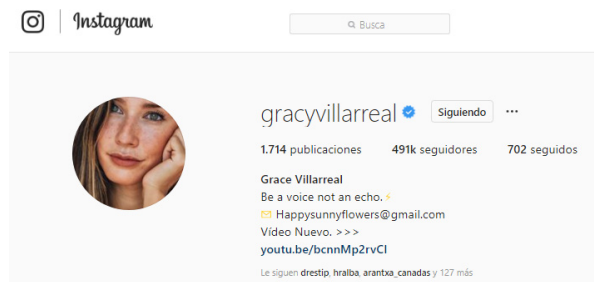 Instagram
Busca
gracyvillarreal Siguiendo ...
1.714 publicaciones 491k seguidores 702 seguidos
Grace Villarreal
Be a voice not an echo.⚡
✉ Happysunnyflowers@gmail.com
Vídeo Nuevo. >>>
youtu.be/bcnnMp2rvCI
Le siguen drestip, hralba, arantxa_canadas y 127 más